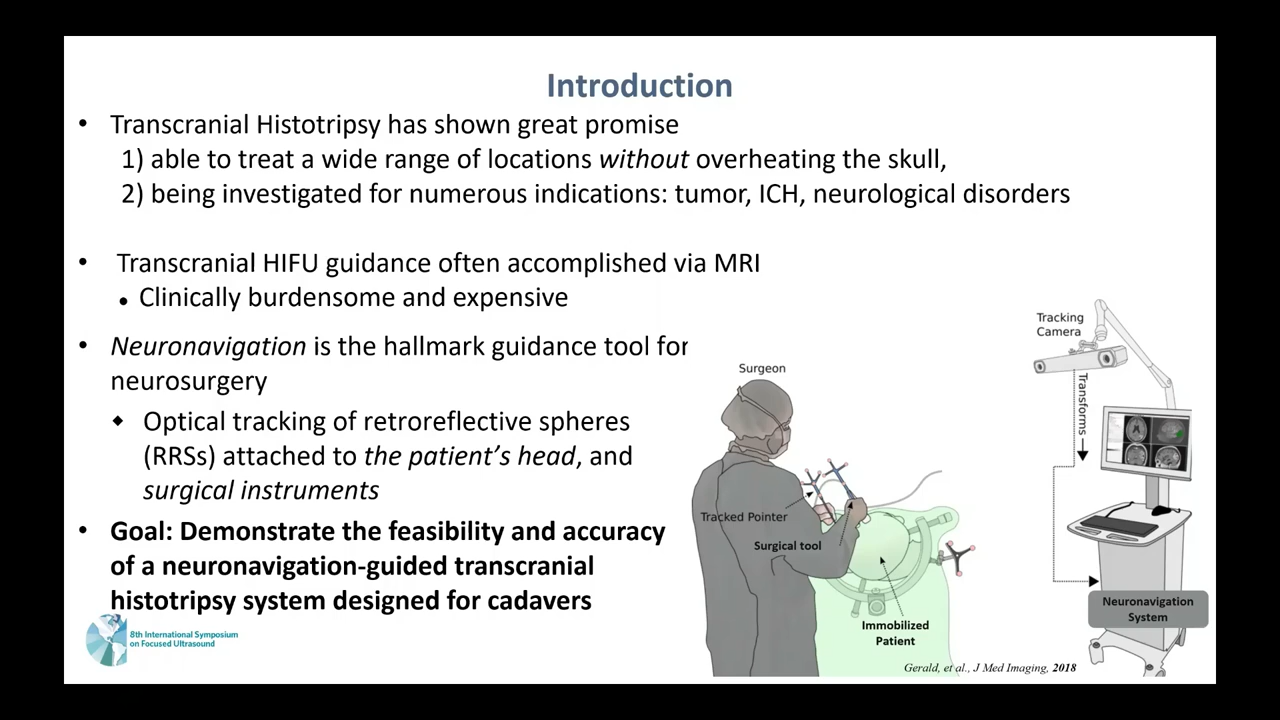 Introduction
• Transcranial Histotripsy has shown great promise
1) able to treat a wide range of locations without overheating the skull,
2) being investigated for numerous indications: tumor, ICH, neurological disorders
• Transcranial HIFU guidance often accomplished via MRI
• Clinically burdensome and expensive
• Neuronavigation is the hallmark guidance tool for
neurosurgery
◆ Optical tracking of retroreflective spheres
(RRSs) attached to the patient’s head, and
surgical instruments
• Goal: Demonstrate the feasibility and accuracy
of a neuronavigation-guided transcranial
histotripsy system designed for cadavers
8th International Symposium
on Focused Ultrasound
Surgeon
Tracked Pointer
Surgical tool
Immobilized
Patient
Tracking
Camera
Transforms
Neuronavigation
System
Gerald, et al., J Med Imaging, 2018